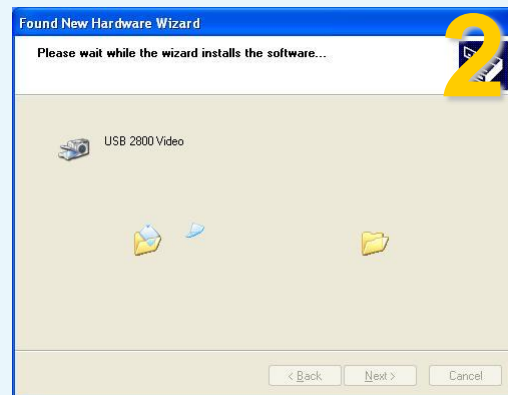 Found New Hardware Wizard
Please wait while the wizard installs the software...
2
USB 2800 Video
< Back
Next >
Cancel